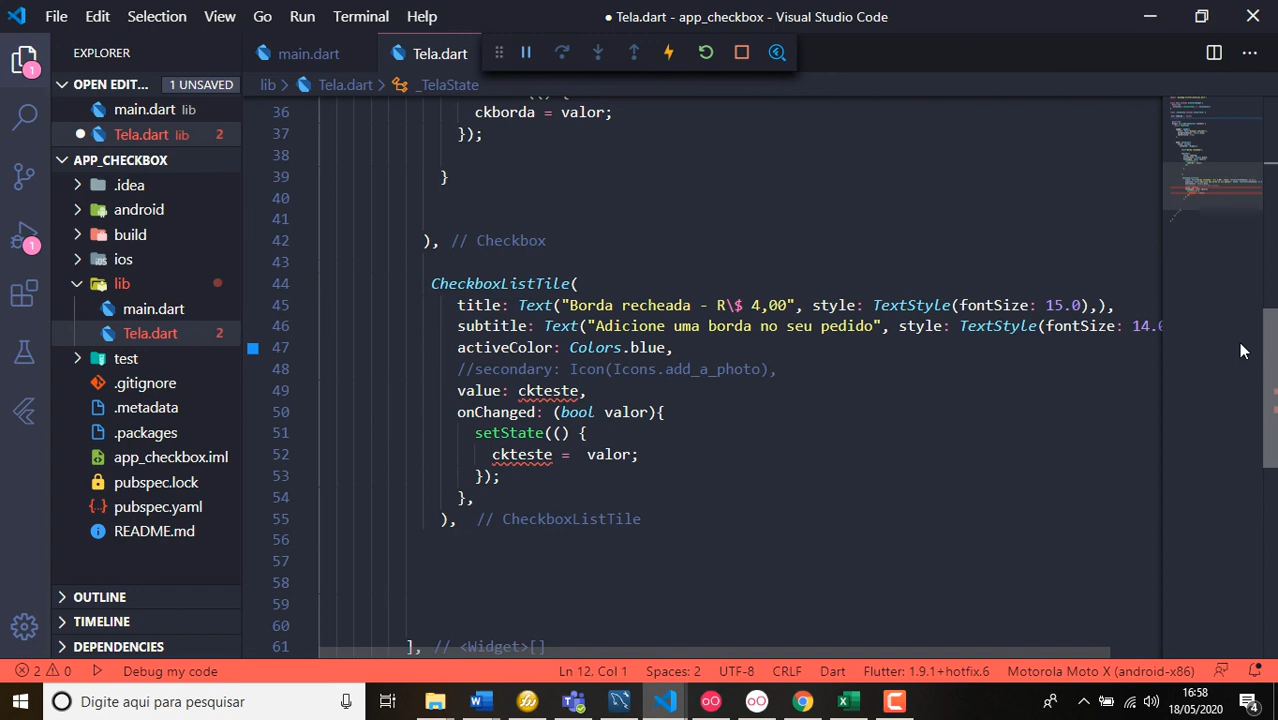 File Edit Selection View Go Run Terminal Help
● Tela.dart - app_checkbox - Visual Studio Code
EXPLORER
main.dart
Tela.dart
OPEN EDIT... 1 UNSAVED
lib > Tela.dart > _TelaState
main.dart lib
Tela.dart lib 2
APP_CHECKBOX
.idea
android
build
ios
lib
main.dart
Tela.dart 2
test
.gitignore
.metadata
.packages
app_checkbox.iml
pubspec.lock
pubspec.yaml
README.md
OUTLINE
TIMELINE
DEPENDENCIES
1
1
36 ckborda = valor;
37 });
38
39 }
40
41
42 ), // Checkbox
43
44 CheckboxListTile(
45 title: Text("Borda recheada - R\$ 4,00", style: TextStyle(fontSize: 15.0),),
46 subtitle: Text("Adicione uma borda no seu pedido", style: TextStyle(fontSize: 14.0
47 activeColor: Colors.blue,
48 //secondary: Icon(Icons.add_a_photo),
49 value: ckteste,
50 onChanged: (bool valor){
51 setState(() {
52 ckteste = valor;
53 });
54 },
55 ), // CheckboxListTile
56
57
58
59
60
61 ], // <Widget>[]
2 0 Debug my code Ln 12, Col 1 Spaces: 2 UTF-8 CRLF Dart Flutter: 1.9.1+hotfix.6 Motorola Moto X (android-x86)
Digite aqui para pesquisar
16:58
18/05/2020
4